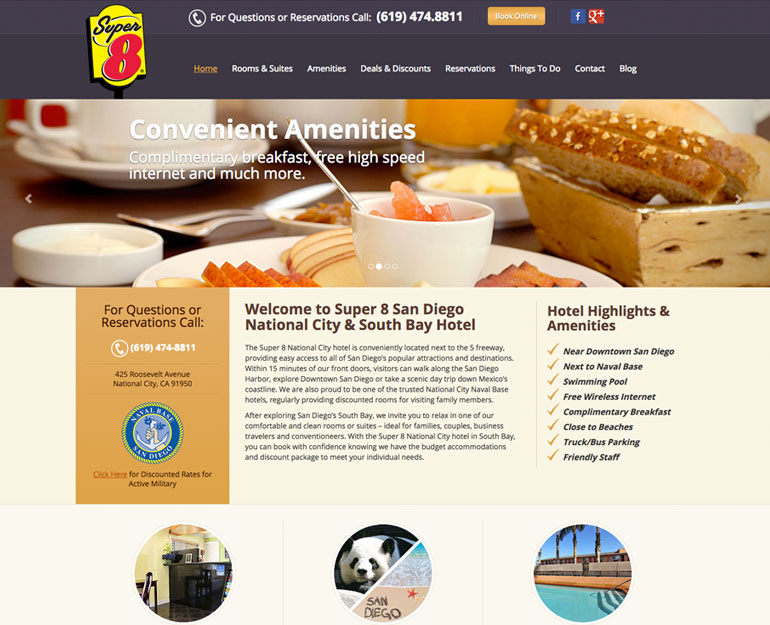 Super
8
For Questions or Reservations Call: (619) 474.8811
Book Online
f
g+
Home Rooms & Suites Amenities Deals & Discounts Reservations Things To Do Contact Blog
Convenient Amenities
Complimentary breakfast, free high speed
internet and much more.
For Questions or
Reservations Call:
(619) 474-8811
425 Roosevelt Avenue
National City, CA 91950
NAVAL BASE
SAN DIEGO
Click Here for Discounted Rates for
Active Military
Welcome to Super 8 San Diego
National City & South Bay Hotel
The Super 8 National City hotel is conveniently located next to the 5 freeway,
providing easy access to all of San Diego's popular attractions and destinations.
Within 15 minutes of our front doors, visitors can walk along the San Diego
Harbor, explore Downtown San Diego or take a scenic day trip down Mexico's
coastline. We are also proud to be one of the trusted National City Naval Base
hotels, regularly providing discounted rooms for visiting family members.
After exploring San Diego's South Bay, we invite you to relax in one of our
comfortable and clean rooms or suites – ideal for families, couples, business
travelers and conventioneers. With the Super 8 National City hotel in South Bay,
you can book with confidence knowing we have the budget accommodations
and discount package to meet your individual needs.
Hotel Highlights &
Amenities
Near Downtown San Diego
Next to Naval Base
Swimming Pool
Free Wireless Internet
Complimentary Breakfast
Close to Beaches
Truck/Bus Parking
Friendly Staff
SAN
DIEGO